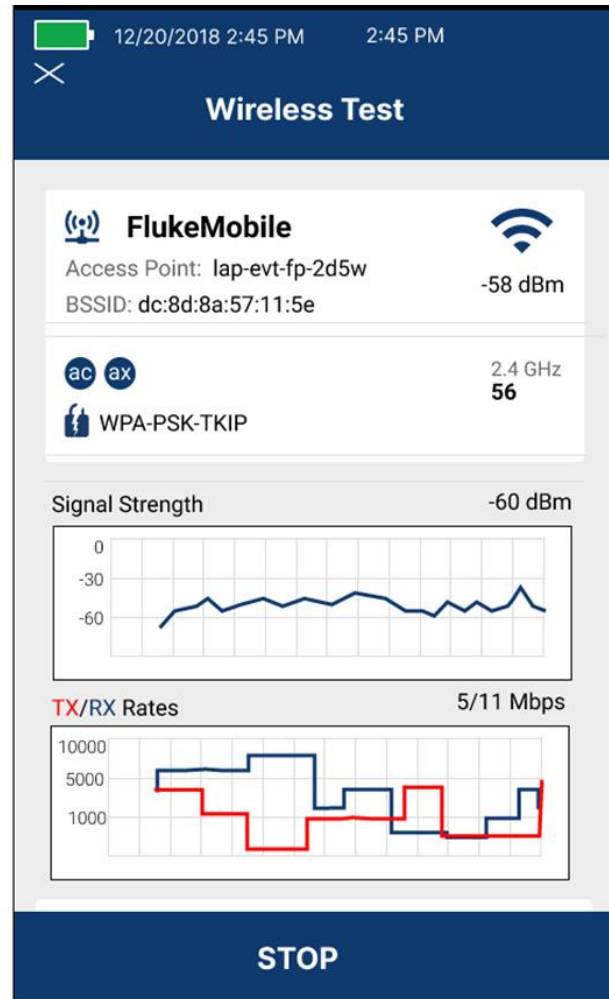 12/20/2018 2:45 PM 2:45 PM
Wireless Test
FlukeMobile
Access Point: lap-evt-fp-2d5w
-58 dBm
BSSID: dc:8d:8a:57:11:5e
ac ax
2.4 GHz
56
WPA-PSK-TKIP
Signal Strength -60 dBm
0
-30
-60
TX/RX Rates 5/11 Mbps
10000
5000
1000
STOP